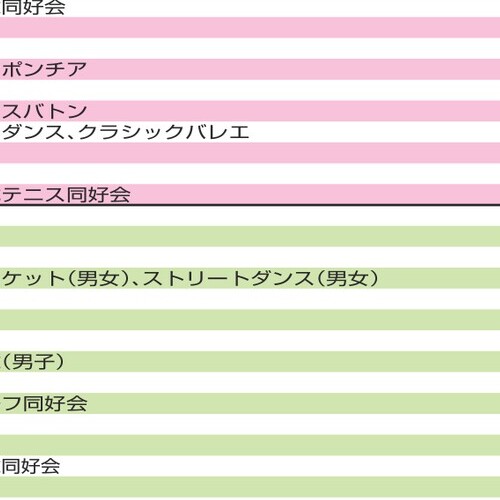 同好会
ポンチア
スバトン
ダンス、クラシックバレエ
テニス同好会
ケット（男女）、ストリートダンス（男女）
（男子）
フ同好会
同好会